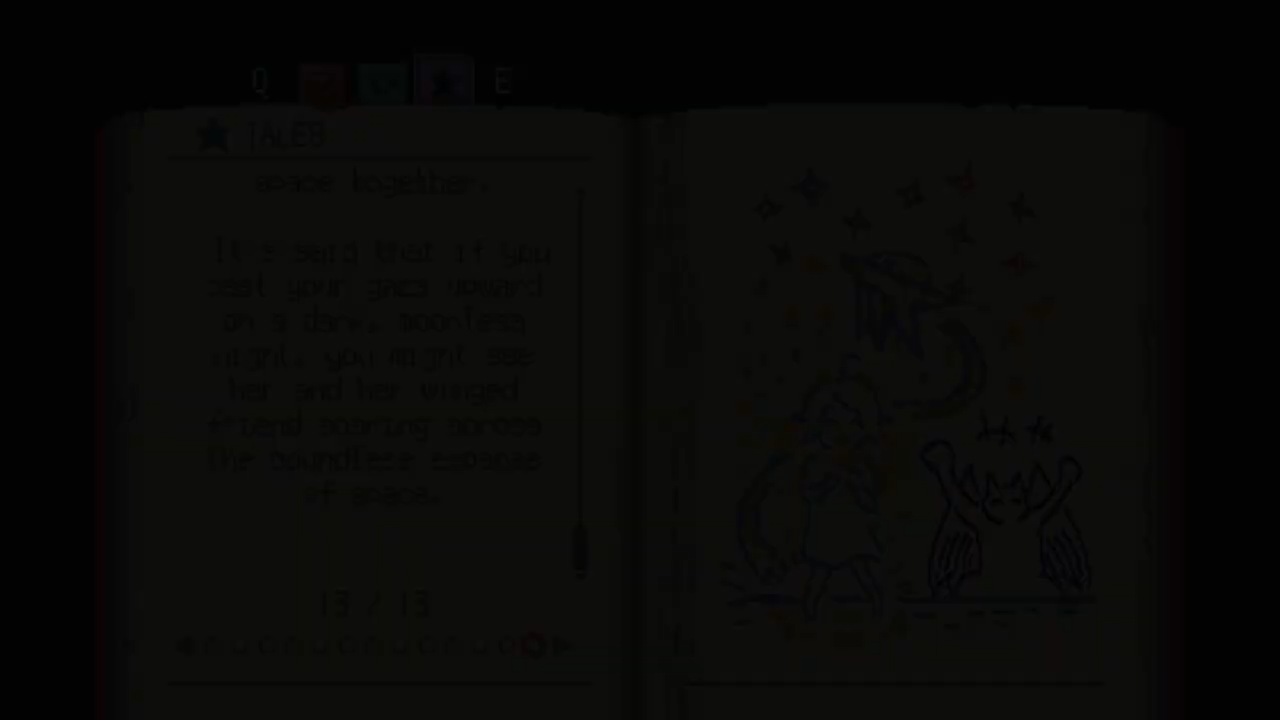 Q E
TALES
space together.
It's said that if you
cast your gaze upward
on a dark, moonless
night, you might see
her and her winged
friend soaring across
the boundless expanse
of space.
13 / 13